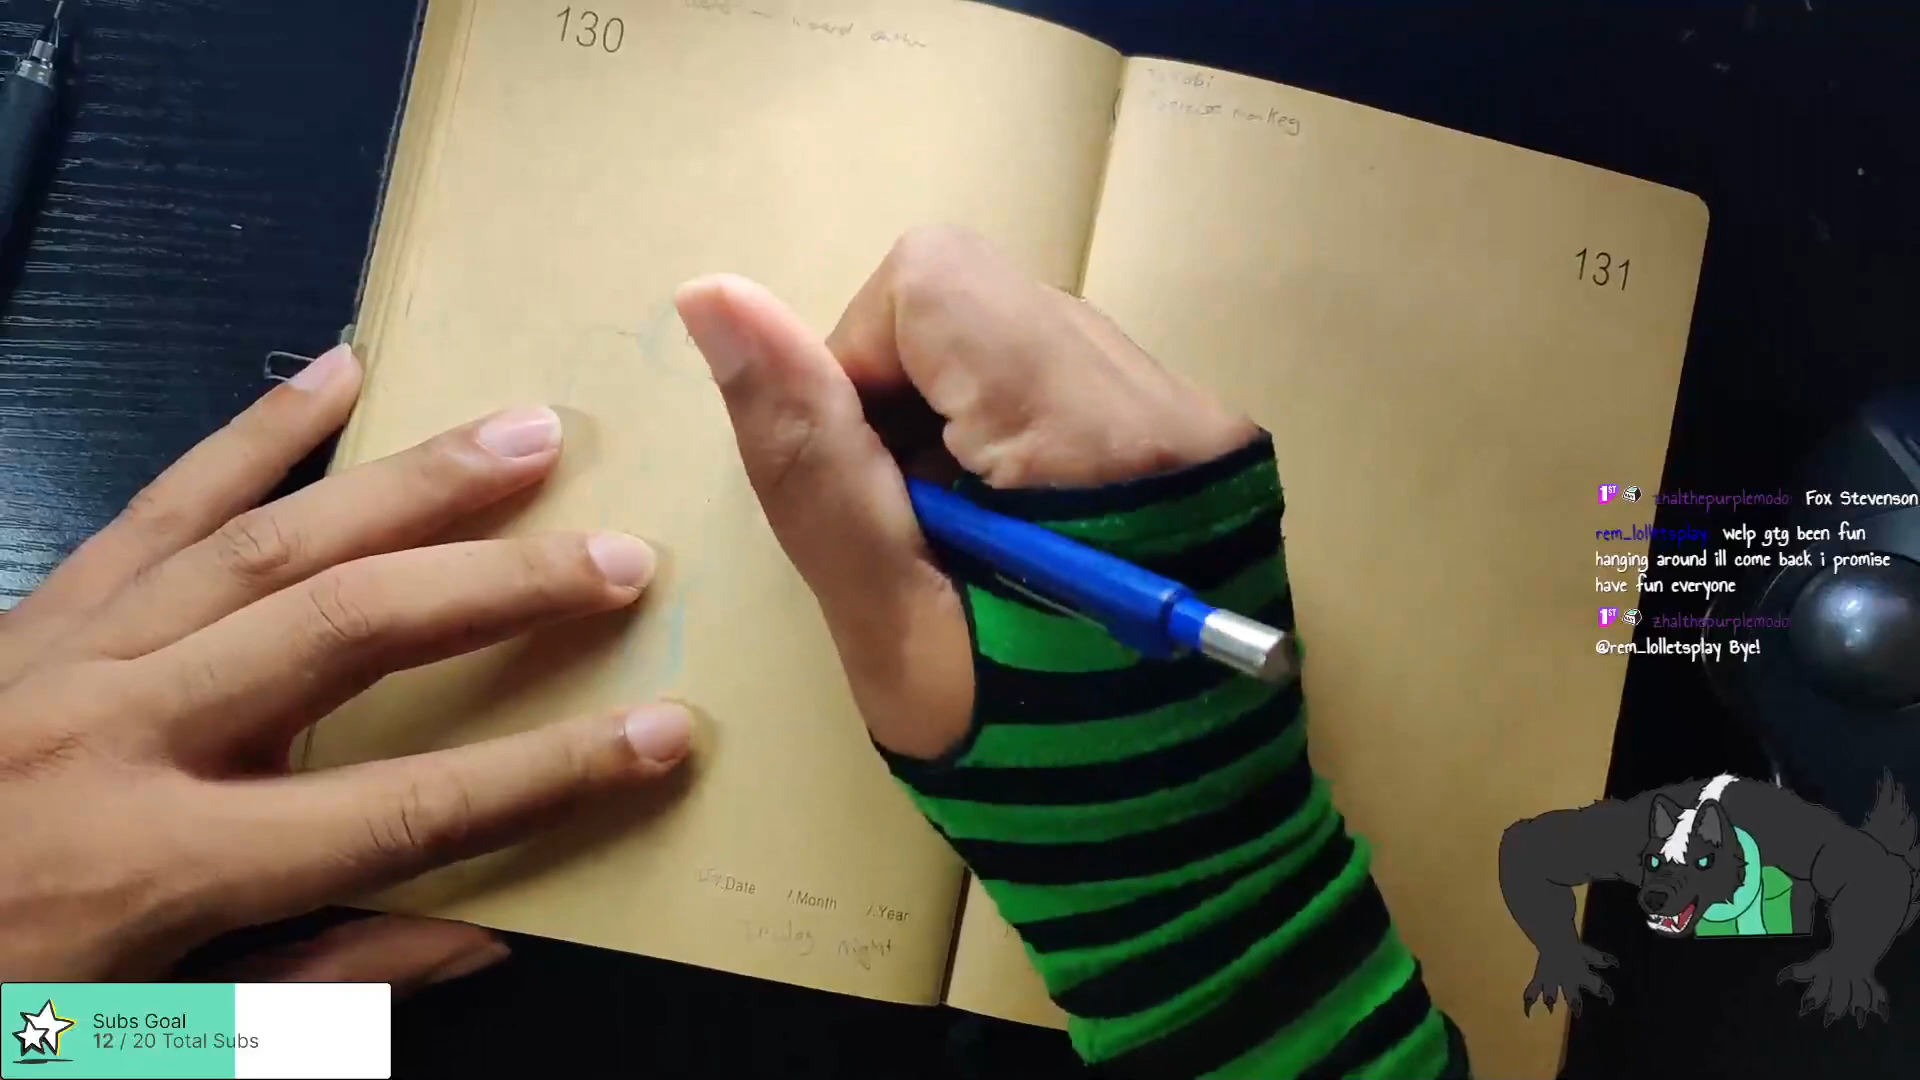 130
131
monkey
zhalthepurplemodo Fox Stevenson
rem_lolletsplay welp gtg been fun
hanging around ill come back i promise
have fun everyone
zhalthepurplemodo
@rem_lolletsplay Bye!
/.Date /.Month /.Year
night
Subs Goal
12 / 20 Total Subs